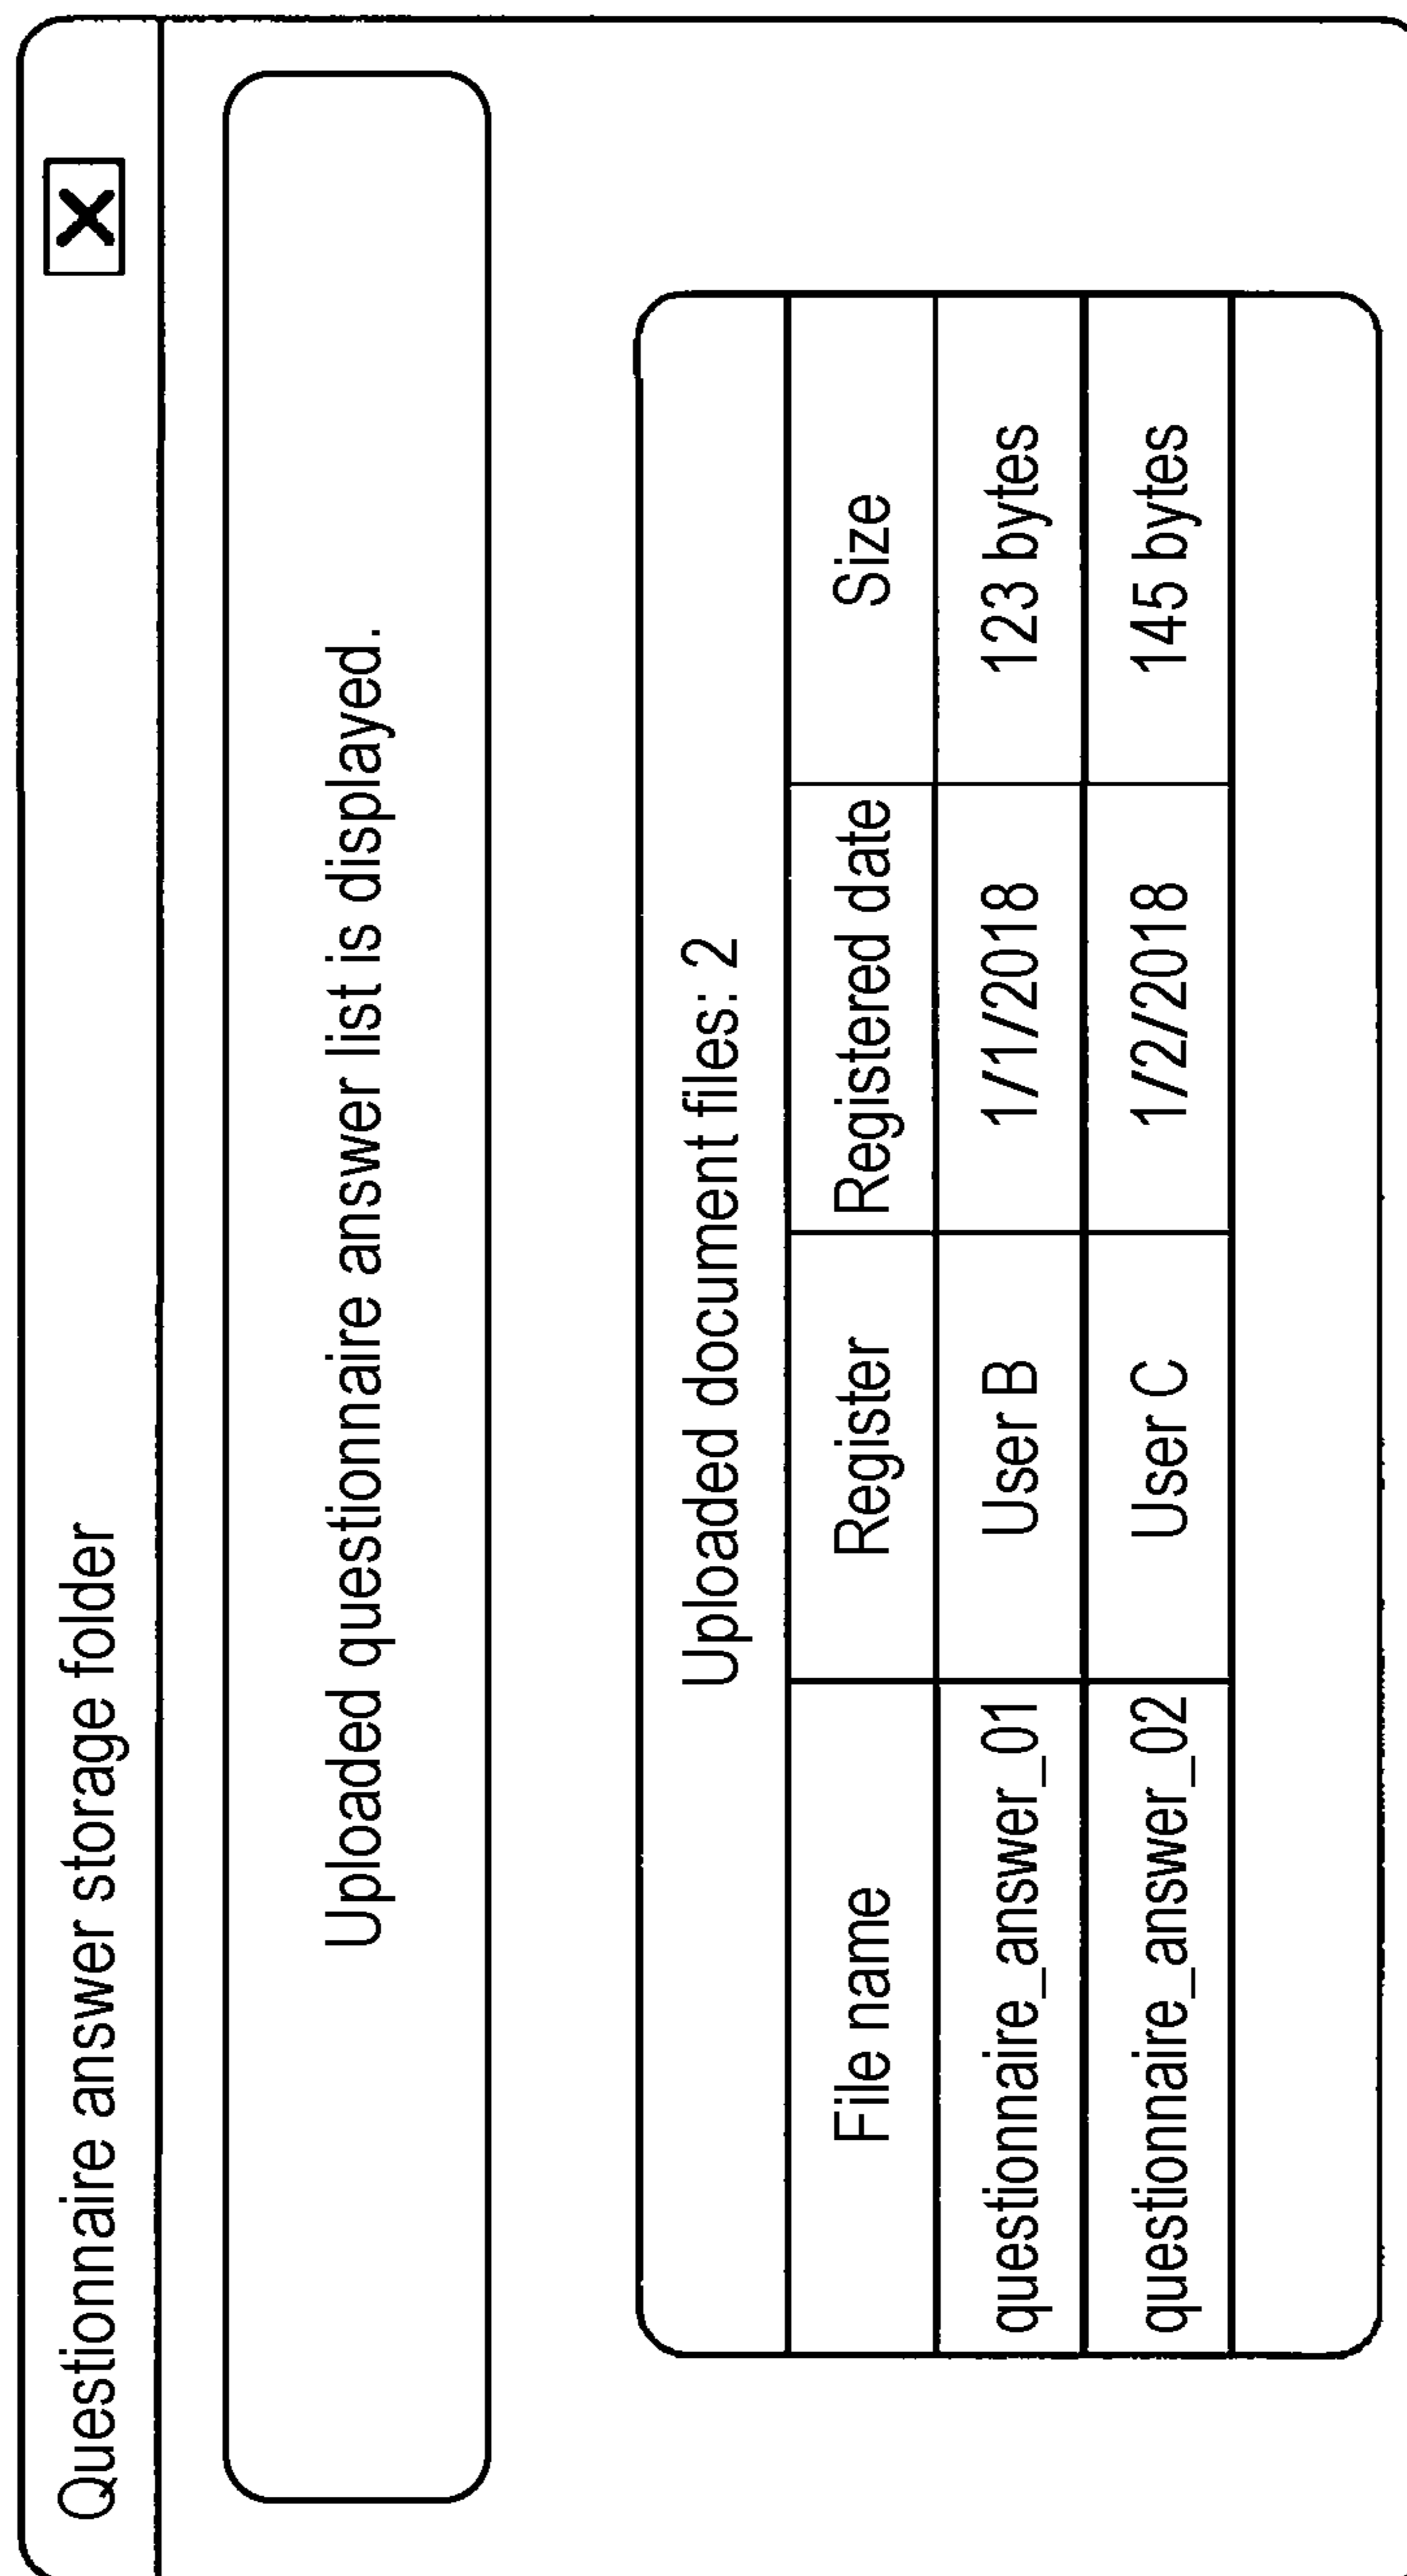 Questionnaire answer storage folder X
Uploaded questionnaire answer list is displayed.
Uploaded document files: 2
File name Register Registered date Size
questionnaire_answer_01 User B 1/1/2018 123 bytes
questionnaire_answer_02 User C 1/2/2018 145 bytes